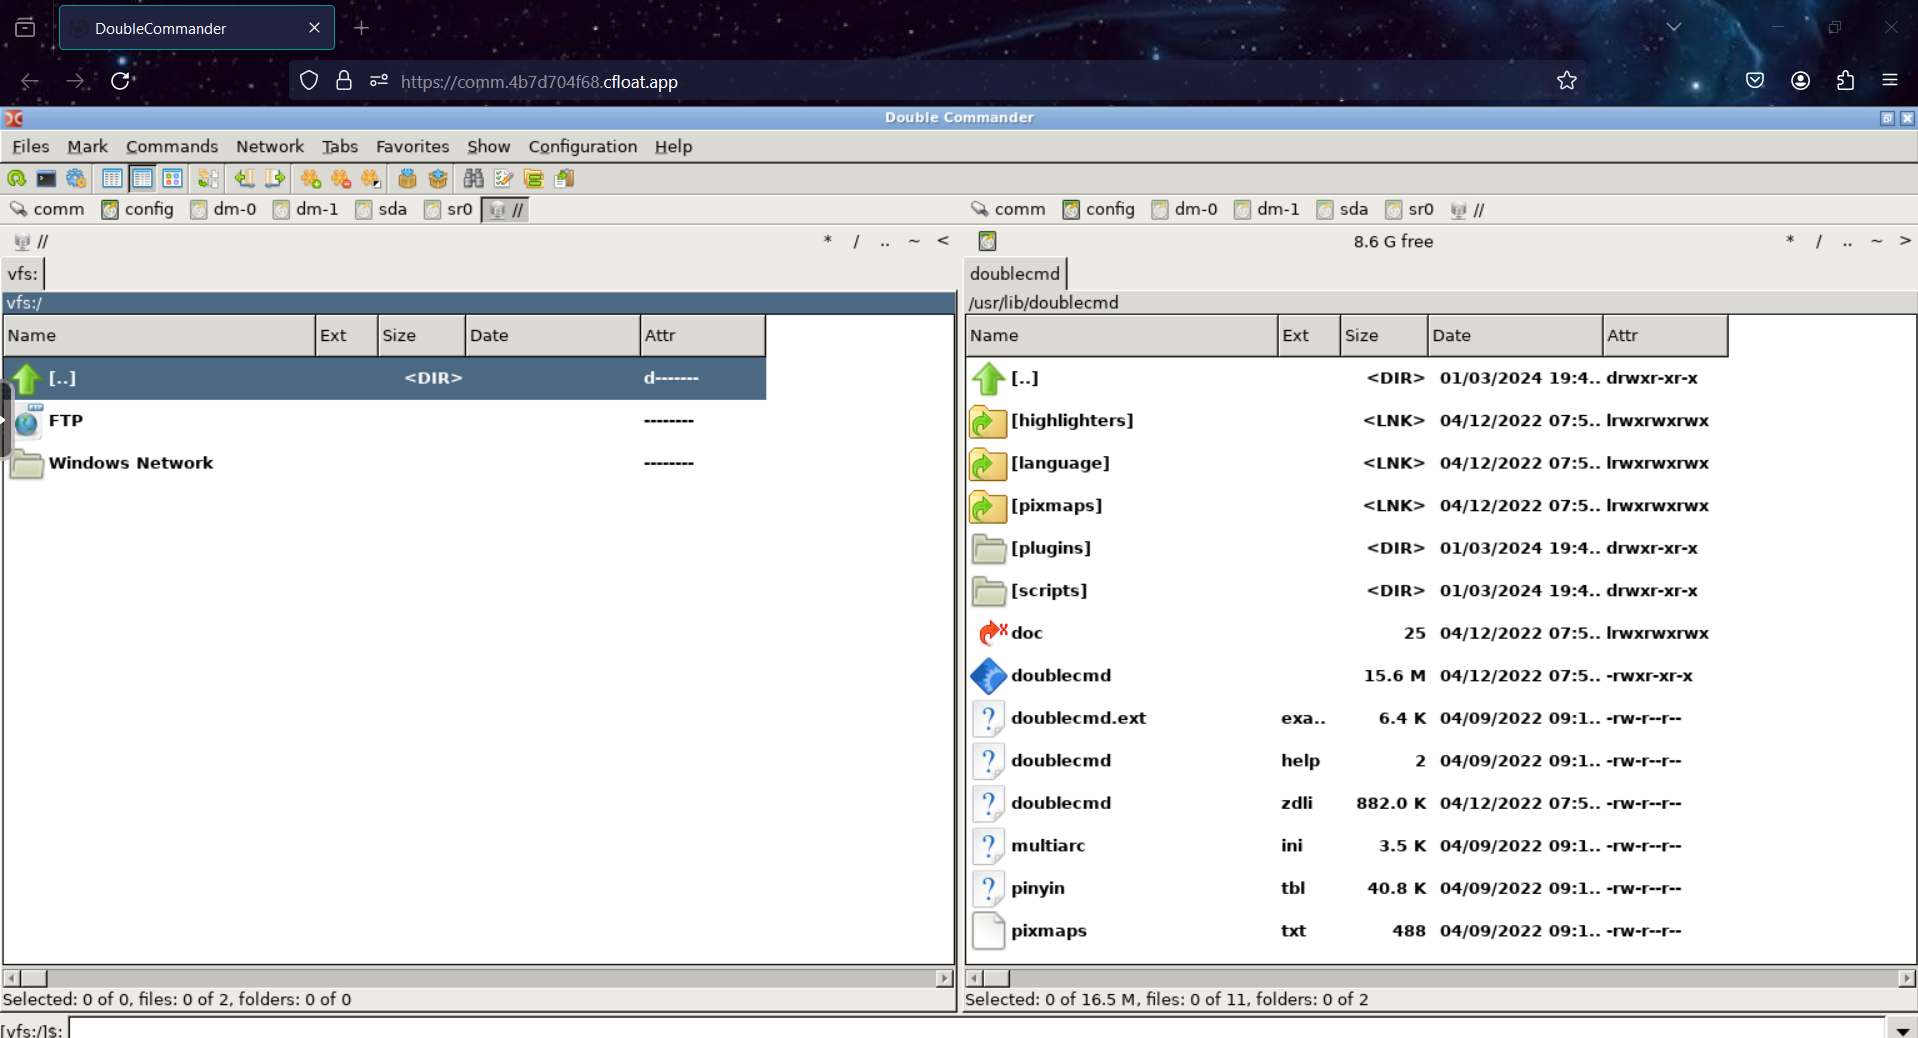 DoubleCommander
https://comm.4b7d704f68.cfloat.app
Double Commander
Files Mark Commands Network Tabs Favorites Show Configuration Help
comm config dm-0 dm-1 sda sr0 //
comm config dm-0 dm-1 sda sr0 //
// * / .. ~ <
8.6 G free * / .. ~ >
vfs:
doublecmd
vfs:/
/usr/lib/doublecmd
Name Ext Size Date Attr
[..] <DIR> d-------
FTP --------
Windows Network --------
Name Ext Size Date Attr
[..] <DIR> 01/03/2024 19:4.. drwxr-xr-x
[highlighters] <LNK> 04/12/2022 07:5.. lrwxrwxrwx
[language] <LNK> 04/12/2022 07:5.. lrwxrwxrwx
[pixmaps] <LNK> 04/12/2022 07:5.. lrwxrwxrwx
[plugins] <DIR> 01/03/2024 19:4.. drwxr-xr-x
[scripts] <DIR> 01/03/2024 19:4.. drwxr-xr-x
doc 25 04/12/2022 07:5.. lrwxrwxrwx
doublecmd 15.6 M 04/12/2022 07:5.. -rwxr-xr-x
doublecmd.ext exa.. 6.4 K 04/09/2022 09:1.. -rw-r--r--
doublecmd help 2 04/09/2022 09:1.. -rw-r--r--
doublecmd zdli 882.0 K 04/12/2022 07:5.. -rw-r--r--
multiarc ini 3.5 K 04/09/2022 09:1.. -rw-r--r--
pinyin tbl 40.8 K 04/09/2022 09:1.. -rw-r--r--
pixmaps txt 488 04/09/2022 09:1.. -rw-r--r--
Selected: 0 of 0, files: 0 of 2, folders: 0 of 0
Selected: 0 of 16.5 M, files: 0 of 11, folders: 0 of 2
[vfs:/]$: